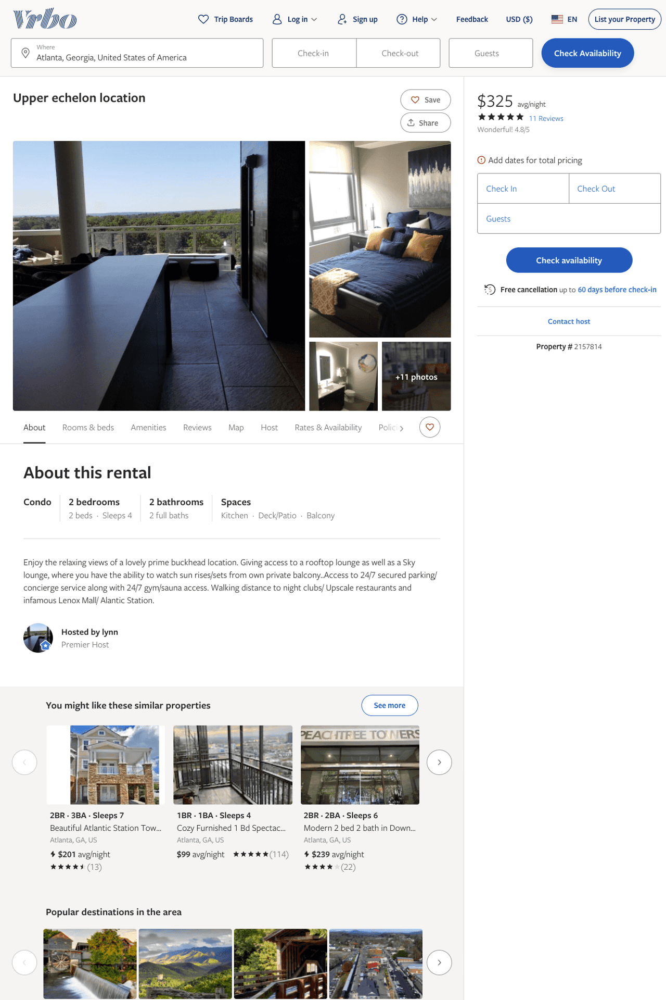 Vrbo
Trip Boards
Log in
Sign up
Help
Feedback
USD ($)
EN
List your Property
Where
Atlanta, Georgia, United States of America
Check-in
Check-out
Guests
Check Availability
Upper echelon location
Save
Share
$325 avg/night
11 Reviews
Wonderful! 4.8/5
Add dates for total pricing
Check In
Check Out
Guests
Check availability
Free cancellation up to 60 days before check-in
Contact host
Property # 2157814
+11 photos
About
Rooms & beds
Amenities
Reviews
Map
Host
Rates & Availability
Polici
About this rental
Condo
2 bedrooms
2 beds · Sleeps 4
2 bathrooms
2 full baths
Spaces
Kitchen · Deck/Patio · Balcony
Enjoy the relaxing views of a lovely prime buckhead location. Giving access to a rooftop lounge as well as a Sky
lounge, where you have the ability to watch sun rises/sets from own private balcony..Access to 24/7 secured parking/
concierge service along with 24/7 gym/sauna access. Walking distance to night clubs/ Upscale restaurants and
infamous Lenox Mall/ Alantic Station.
Hosted by lynn
Premier Host
You might like these similar properties
See more
PEACHTREE TOWERS
2BR · 3BA · Sleeps 7
Beautiful Atlantic Station Tow...
Atlanta, GA, US
$201 avg/night
(13)
1BR · 1BA · Sleeps 4
Cozy Furnished 1 Bd Spectac...
Atlanta, GA, US
$99 avg/night
(114)
2BR · 2BA · Sleeps 6
Modern 2 bed 2 bath in Down...
Atlanta, GA, US
$239 avg/night
(22)
Popular destinations in the area